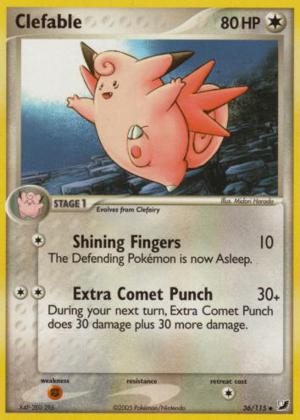 Clefable 80 HP
Illus. Midori Harada
STAGE 1
Evolves from Clefairy
Shining Fingers 10
The Defending Pokémon is now Asleep.
Extra Comet Punch 30+
During your next turn, Extra Comet Punch
does 30 damage plus 30 more damage.
weakness resistance retreat cost
©2005 Pokémon/Nintendo 36/115